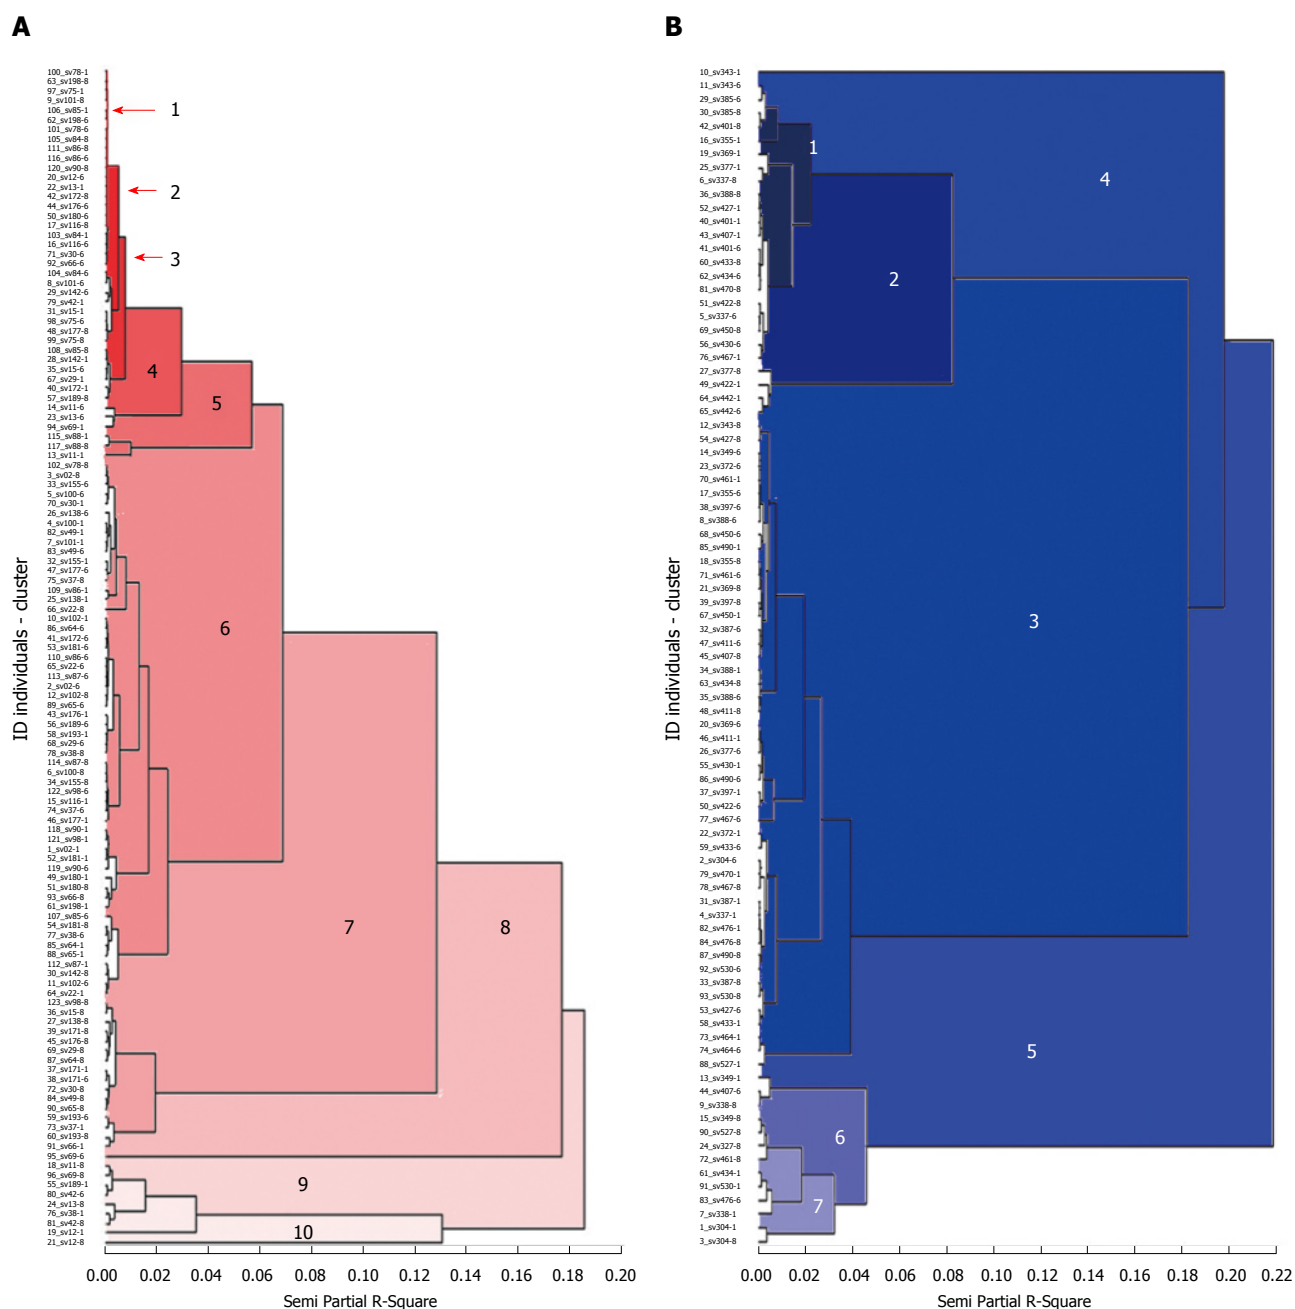 A
100_sv78-1
63_sv198-8
97_sv75-1
9_sv101-8
106_sv85-1
62_sv198-6
101_sv78-6
105_sv84-8
111_sv86-8
116_sv86-6
120_sv90-8
20_sv12-6
22_sv13-1
42_sv172-8
44_sv176-6
50_sv180-6
17_sv116-8
103_sv84-1
16_sv116-6
71_sv30-6
92_sv66-6
104_sv84-6
8_sv101-6
29_sv142-6
79_sv42-1
31_sv15-1
98_sv75-6
48_sv177-8
99_sv75-8
108_sv85-8
28_sv142-1
35_sv15-6
67_sv29-1
40_sv172-1
57_sv189-8
14_sv11-6
23_sv13-6
94_sv69-1
115_sv88-1
117_sv88-8
13_sv11-1
102_sv78-8
3_sv02-8
33_sv155-6
5_sv100-6
70_sv30-1
26_sv138-6
4_sv100-1
82_sv49-1
7_sv101-1
83_sv49-6
32_sv155-1
47_sv177-6
75_sv37-8
109_sv86-1
25_sv138-1
66_sv22-8
10_sv102-1
86_sv64-6
41_sv172-6
53_sv181-6
110_sv86-6
65_sv22-6
113_sv87-6
2_sv02-6
12_sv102-8
89_sv65-6
43_sv176-1
56_sv189-6
58_sv193-1
68_sv29-6
78_sv38-8
114_sv87-8
6_sv100-8
34_sv155-8
122_sv98-6
15_sv116-1
74_sv37-6
46_sv177-1
118_sv90-1
121_sv98-1
1_sv02-1
52_sv181-1
119_sv90-6
49_sv180-1
51_sv180-8
93_sv66-8
61_sv198-1
107_sv85-6
54_sv181-8
77_sv38-6
85_sv64-1
88_sv65-1
112_sv87-1
30_sv142-8
11_sv102-6
64_sv22-1
123_sv98-8
36_sv15-8
27_sv138-8
39_sv171-8
45_sv176-8
69_sv29-8
87_sv64-8
37_sv171-1
38_sv171-6
72_sv30-8
84_sv49-8
90_sv65-8
59_sv193-6
73_sv37-1
60_sv193-8
91_sv66-1
95_sv69-6
18_sv11-8
96_sv69-8
55_sv189-1
80_sv42-6
24_sv13-8
76_sv38-1
81_sv42-8
19_sv12-1
21_sv12-8
ID individuals - cluster
1
2
3
4
5
6
7
8
9
10
0.00 0.02 0.04 0.06 0.08 0.10 0.12 0.14 0.16 0.18 0.20
Semi Partial R-Square
B
10_sv343-1
11_sv343-6
29_sv385-6
30_sv385-8
42_sv401-8
16_sv355-1
19_sv369-1
25_sv377-1
6_sv337-8
36_sv388-8
52_sv427-1
40_sv401-1
43_sv407-1
41_sv401-6
60_sv433-8
62_sv434-6
81_sv470-8
51_sv422-8
5_sv337-6
69_sv450-8
56_sv430-6
76_sv467-1
27_sv377-8
49_sv422-1
64_sv442-1
65_sv442-6
12_sv343-8
54_sv427-8
14_sv349-6
23_sv372-6
70_sv461-1
17_sv355-6
38_sv397-6
8_sv388-6
68_sv450-6
85_sv490-1
18_sv355-8
71_sv461-6
21_sv369-8
39_sv397-8
67_sv450-1
32_sv387-6
47_sv411-6
45_sv407-8
34_sv388-1
63_sv434-8
35_sv388-6
48_sv411-8
20_sv369-6
46_sv411-1
26_sv377-6
55_sv430-1
86_sv490-6
37_sv397-1
50_sv422-6
77_sv467-6
22_sv372-1
59_sv433-6
2_sv304-6
79_sv470-1
78_sv467-8
31_sv387-1
4_sv337-1
82_sv476-1
84_sv476-8
87_sv490-8
92_sv530-6
33_sv387-8
93_sv530-8
53_sv427-6
58_sv433-1
73_sv464-1
74_sv464-6
88_sv527-1
13_sv349-1
44_sv407-6
9_sv338-8
15_sv349-8
90_sv527-8
24_sv327-8
72_sv461-8
61_sv434-1
91_sv530-1
83_sv476-6
7_sv338-1
1_sv304-1
3_sv304-8
ID individuals - cluster
1
4
2
3
5
6
7
0.00 0.02 0.04 0.06 0.08 0.10 0.12 0.14 0.16 0.18 0.20 0.22
Semi Partial R-Square